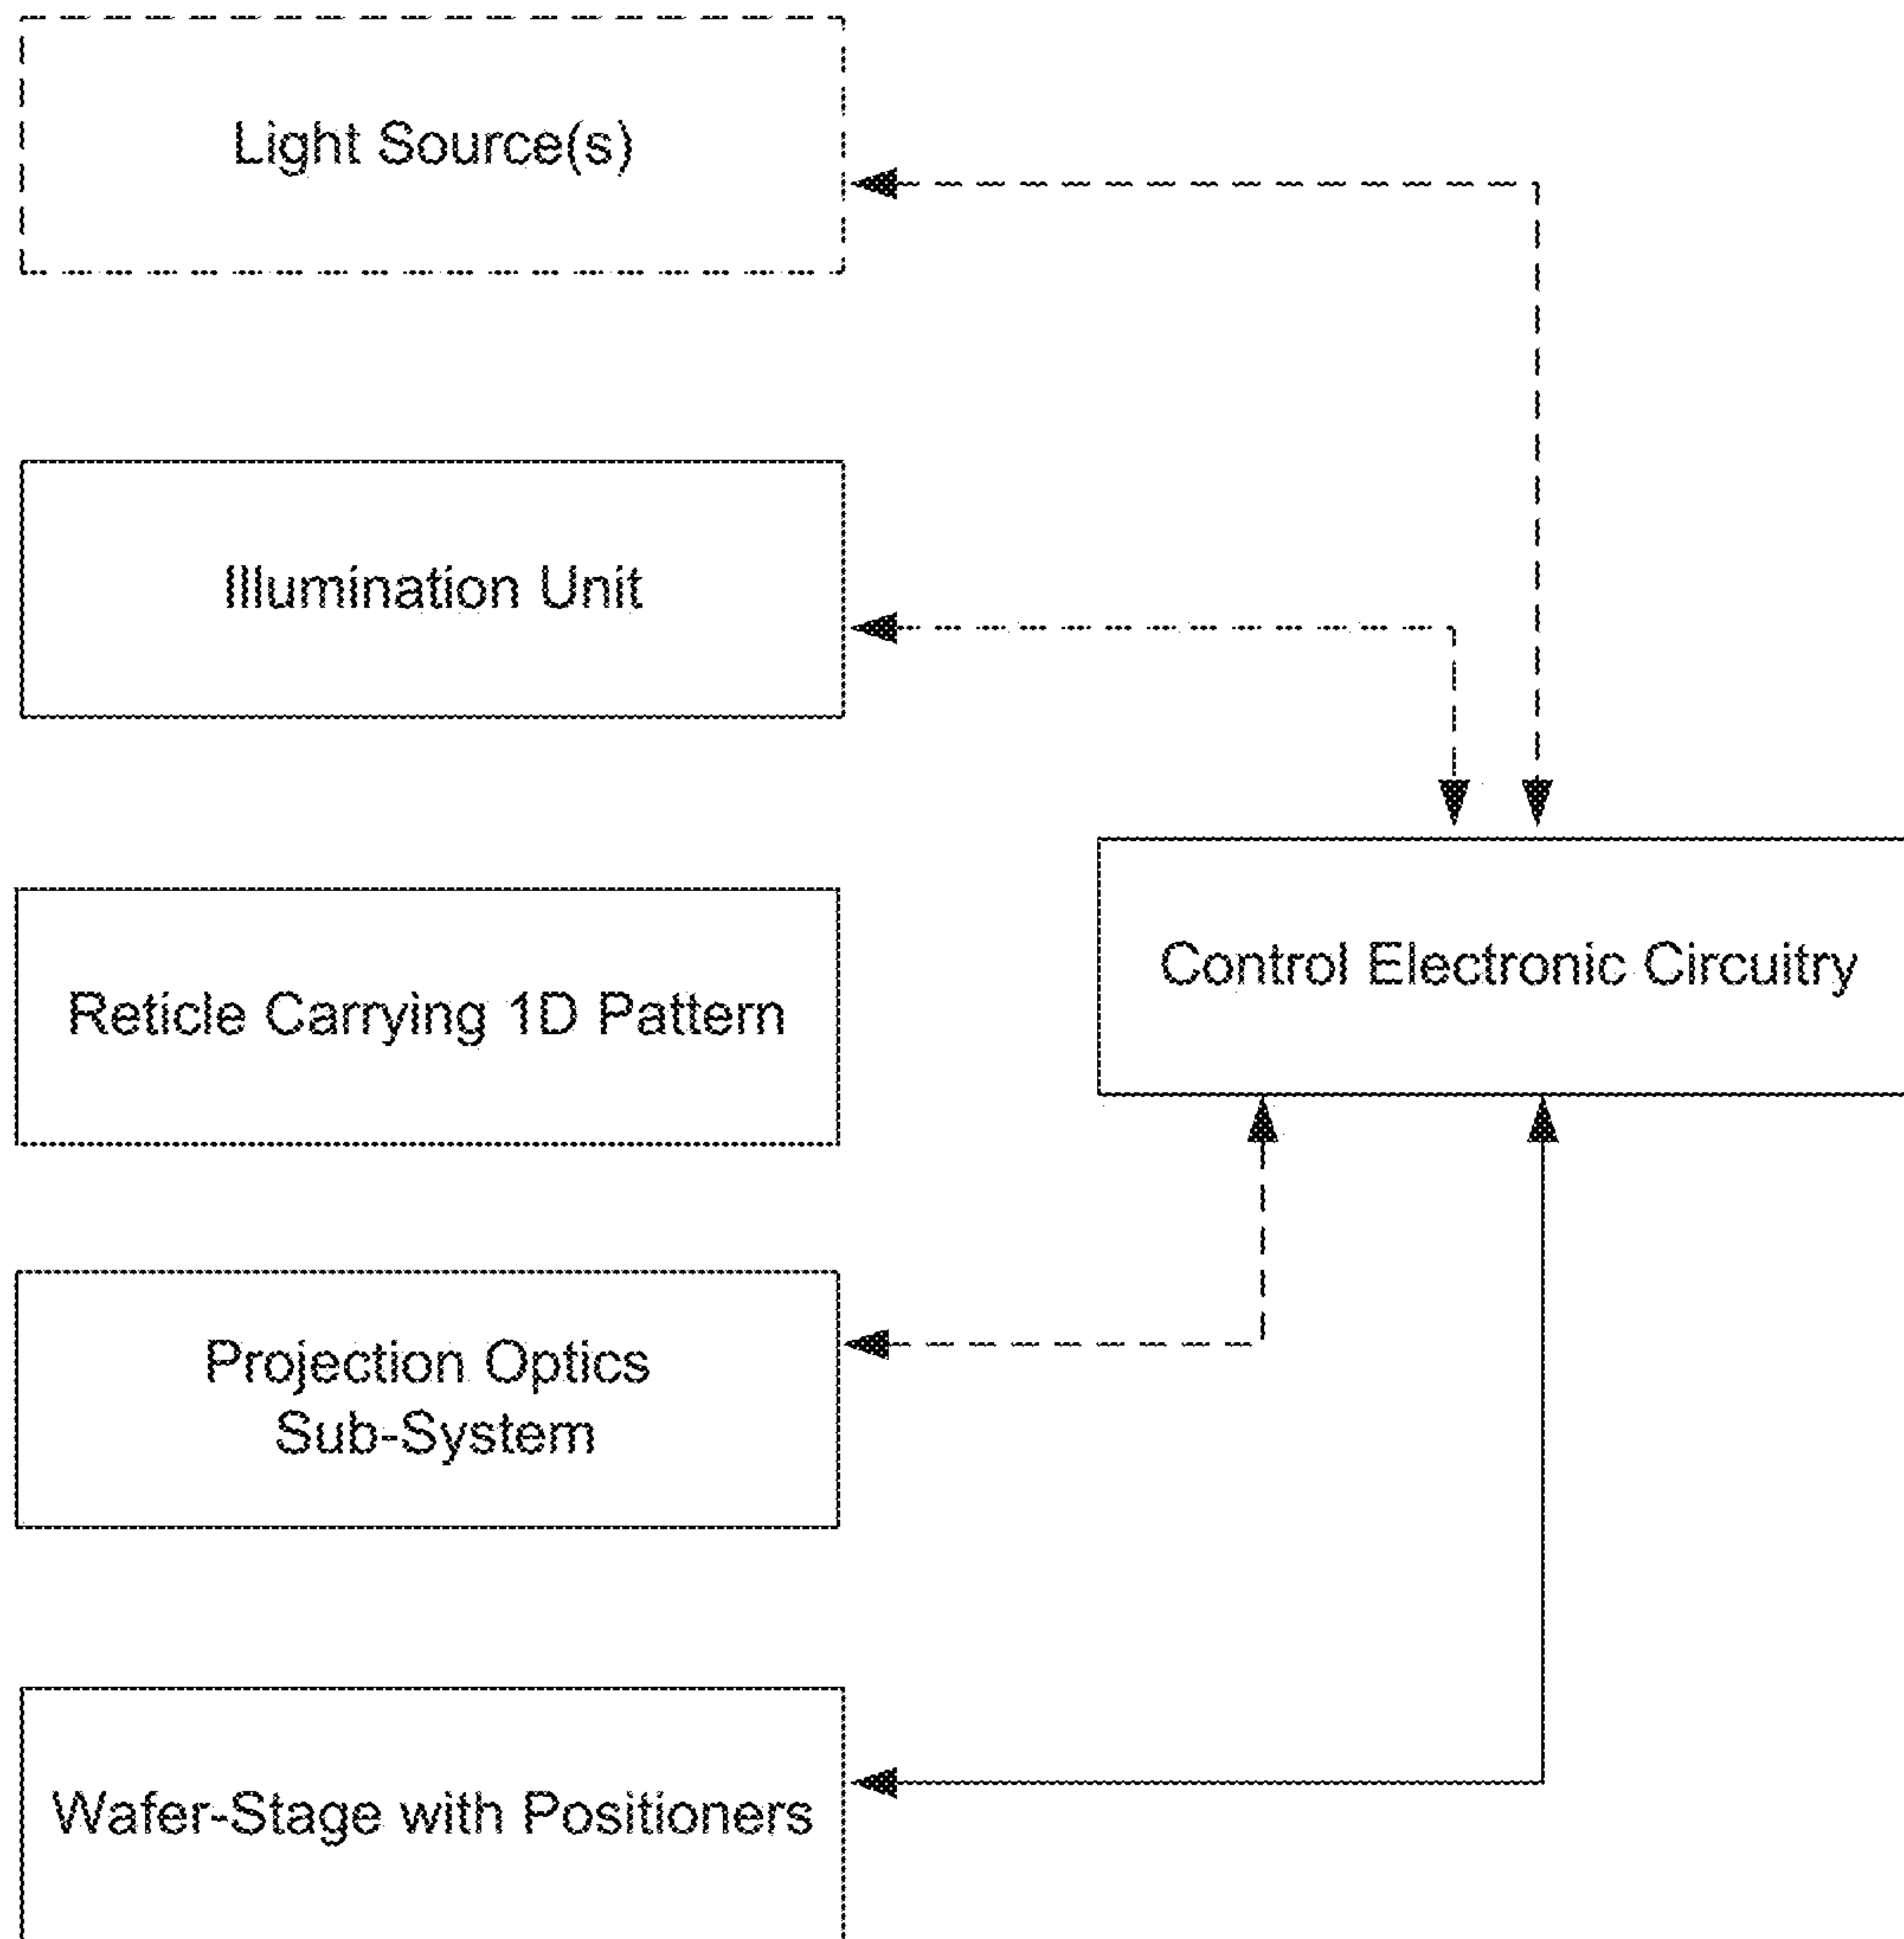 Light Source(s)
Illumination Unit
Reticle Carrying 1D Pattern
Control Electronic Circuitry
Projection Optics
Sub-System
Wafer-Stage with Positioners